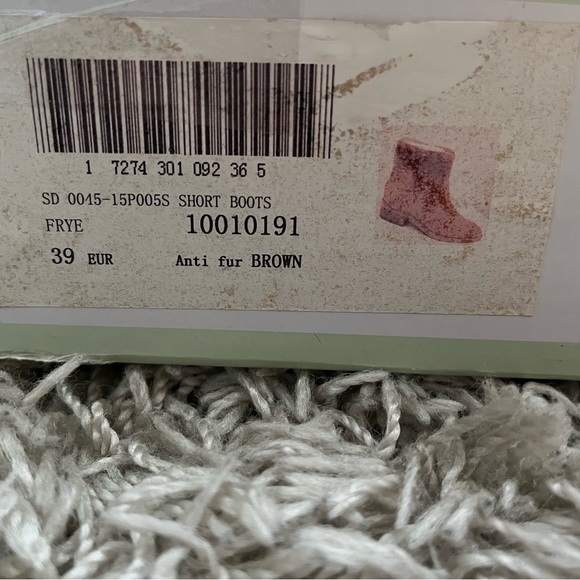 1 7274 301 092 36 5
SD 0045-15P005S SHORT BOOTS
FRYE 10010191
39 EUR Anti fur BROWN